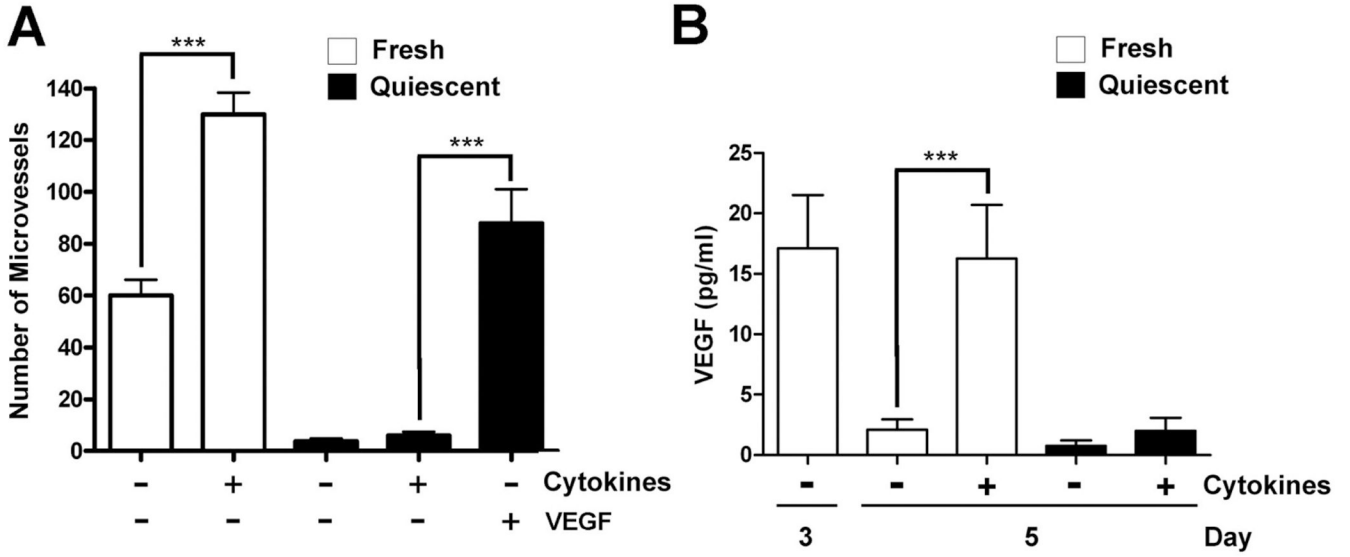 A
***
Fresh
Quiescent
***
Number of Microvessels
140
120
100
80
60
40
20
0
- + - + - Cytokines
- - - - + VEGF
B
Fresh
Quiescent
***
VEGF (pg/ml)
25
20
15
10
5
0
- - + - + Cytokines
3 5 Day